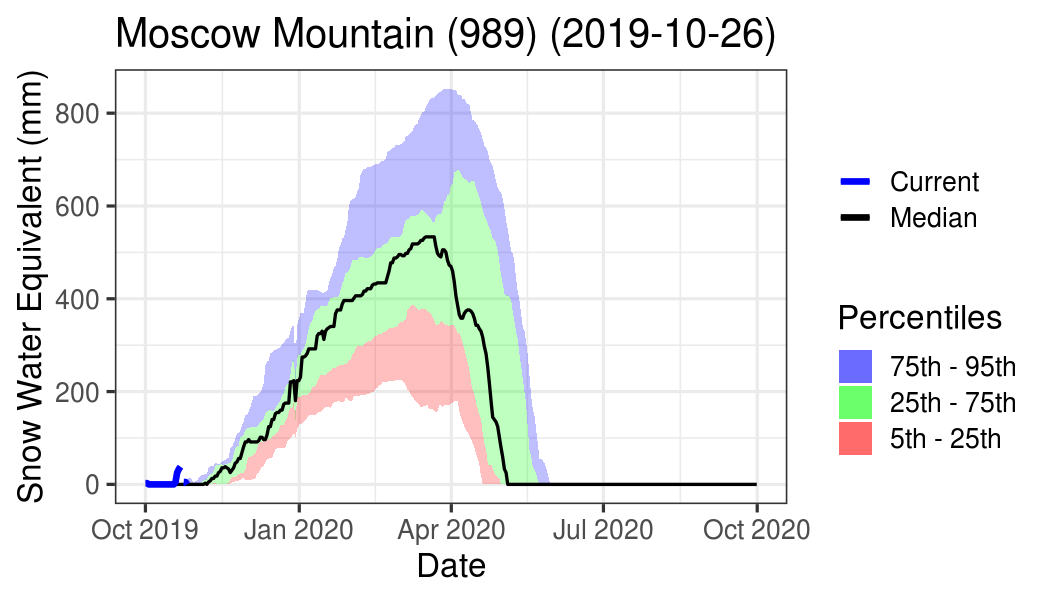 Moscow Mountain (989) (2019-10-26)
Snow Water Equivalent (mm)
800
600
400
200
0
Oct 2019 Jan 2020 Apr 2020 Jul 2020 Oct 2020
Date
Current
Median
Percentiles
75th - 95th
25th - 75th
5th - 25th